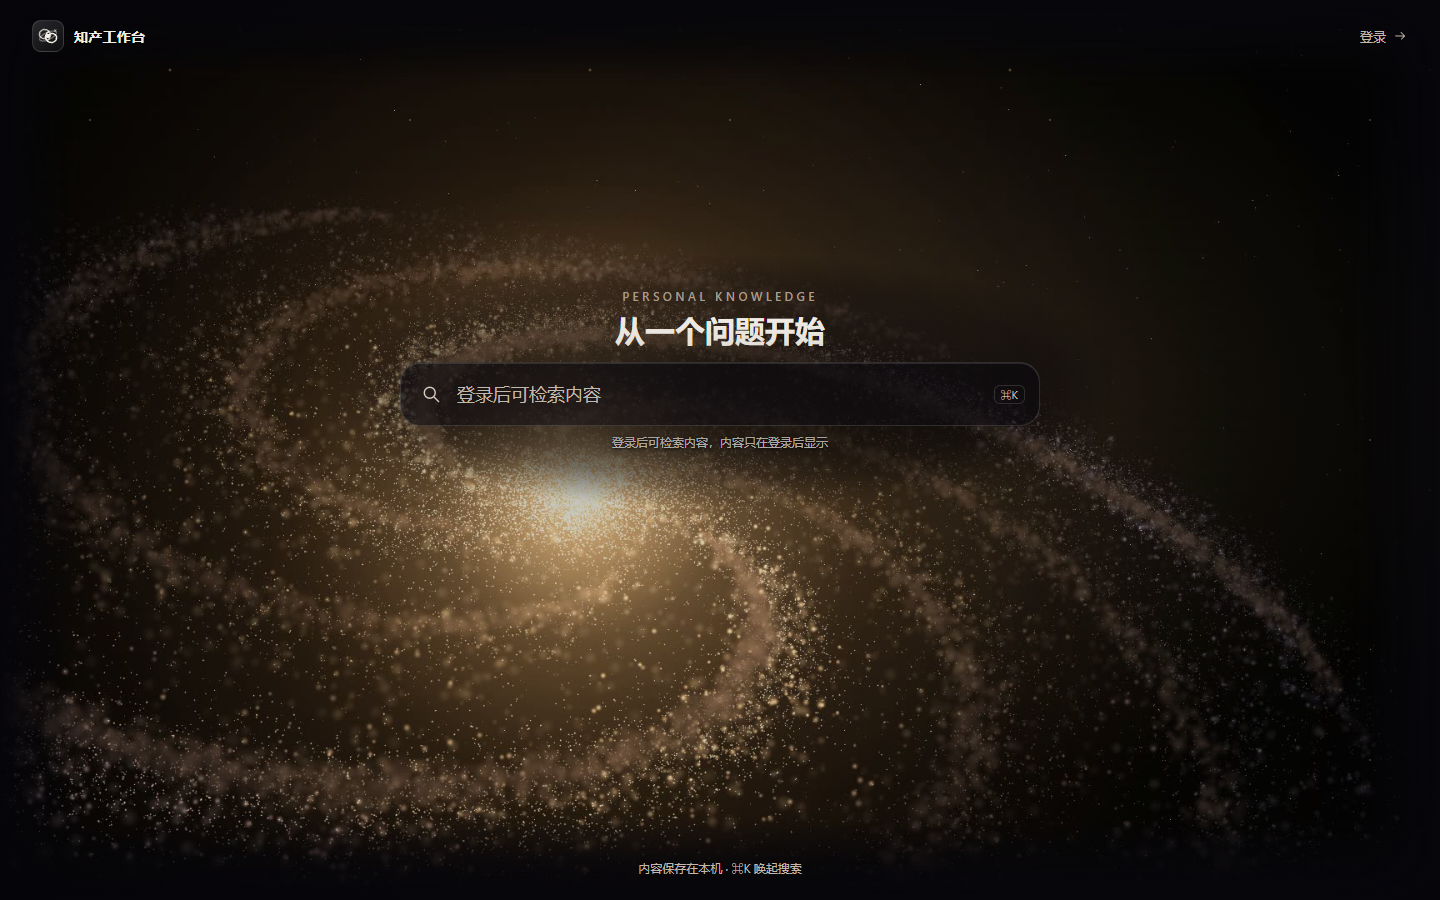 知产工作台
登录 →
PERSONAL KNOWLEDGE
从一个问题开始
登录后可检索内容
⌘K
登录后可检索内容，内容只在登录后显示
内容保存在本机 · ⌘K 唤起搜索